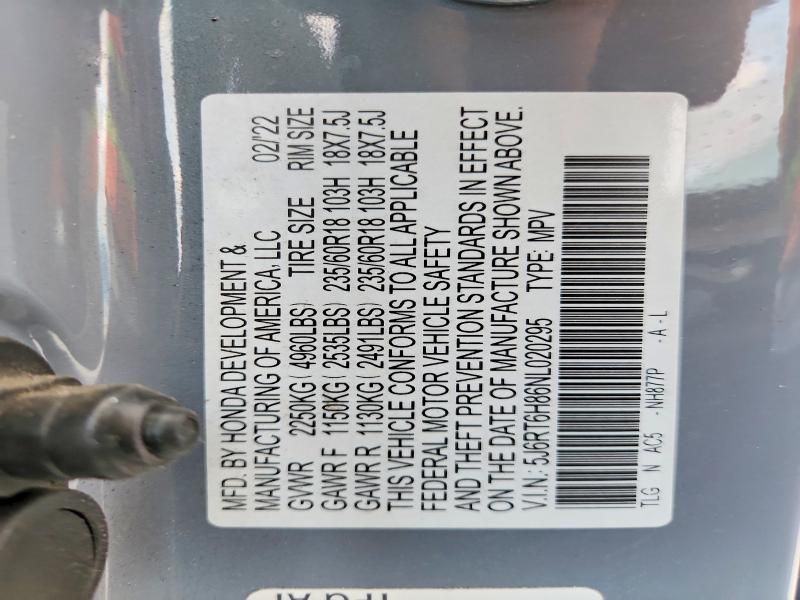 MFD. BY HONDA DEVELOPMENT &
MANUFACTURING OF AMERICA, LLC 02/'22
GVWR 2250KG( 4960LBS) TIRE SIZE RIM SIZE
GAWR F 1150KG( 2535LBS) 235/60R18 103H 18X7.5J
GAWR R 1130KG( 2491LBS) 235/60R18 103H 18X7.5J
THIS VEHICLE CONFORMS TO ALL APPLICABLE
FEDERAL MOTOR VEHICLE SAFETY
AND THEFT PREVENTION STANDARDS IN EFFECT
ON THE DATE OF MANUFACTURE SHOWN ABOVE.
V.I.N.: 5J6RT6H86NL020295 TYPE: MPV
TLG N AC5 - NH877P -A-L